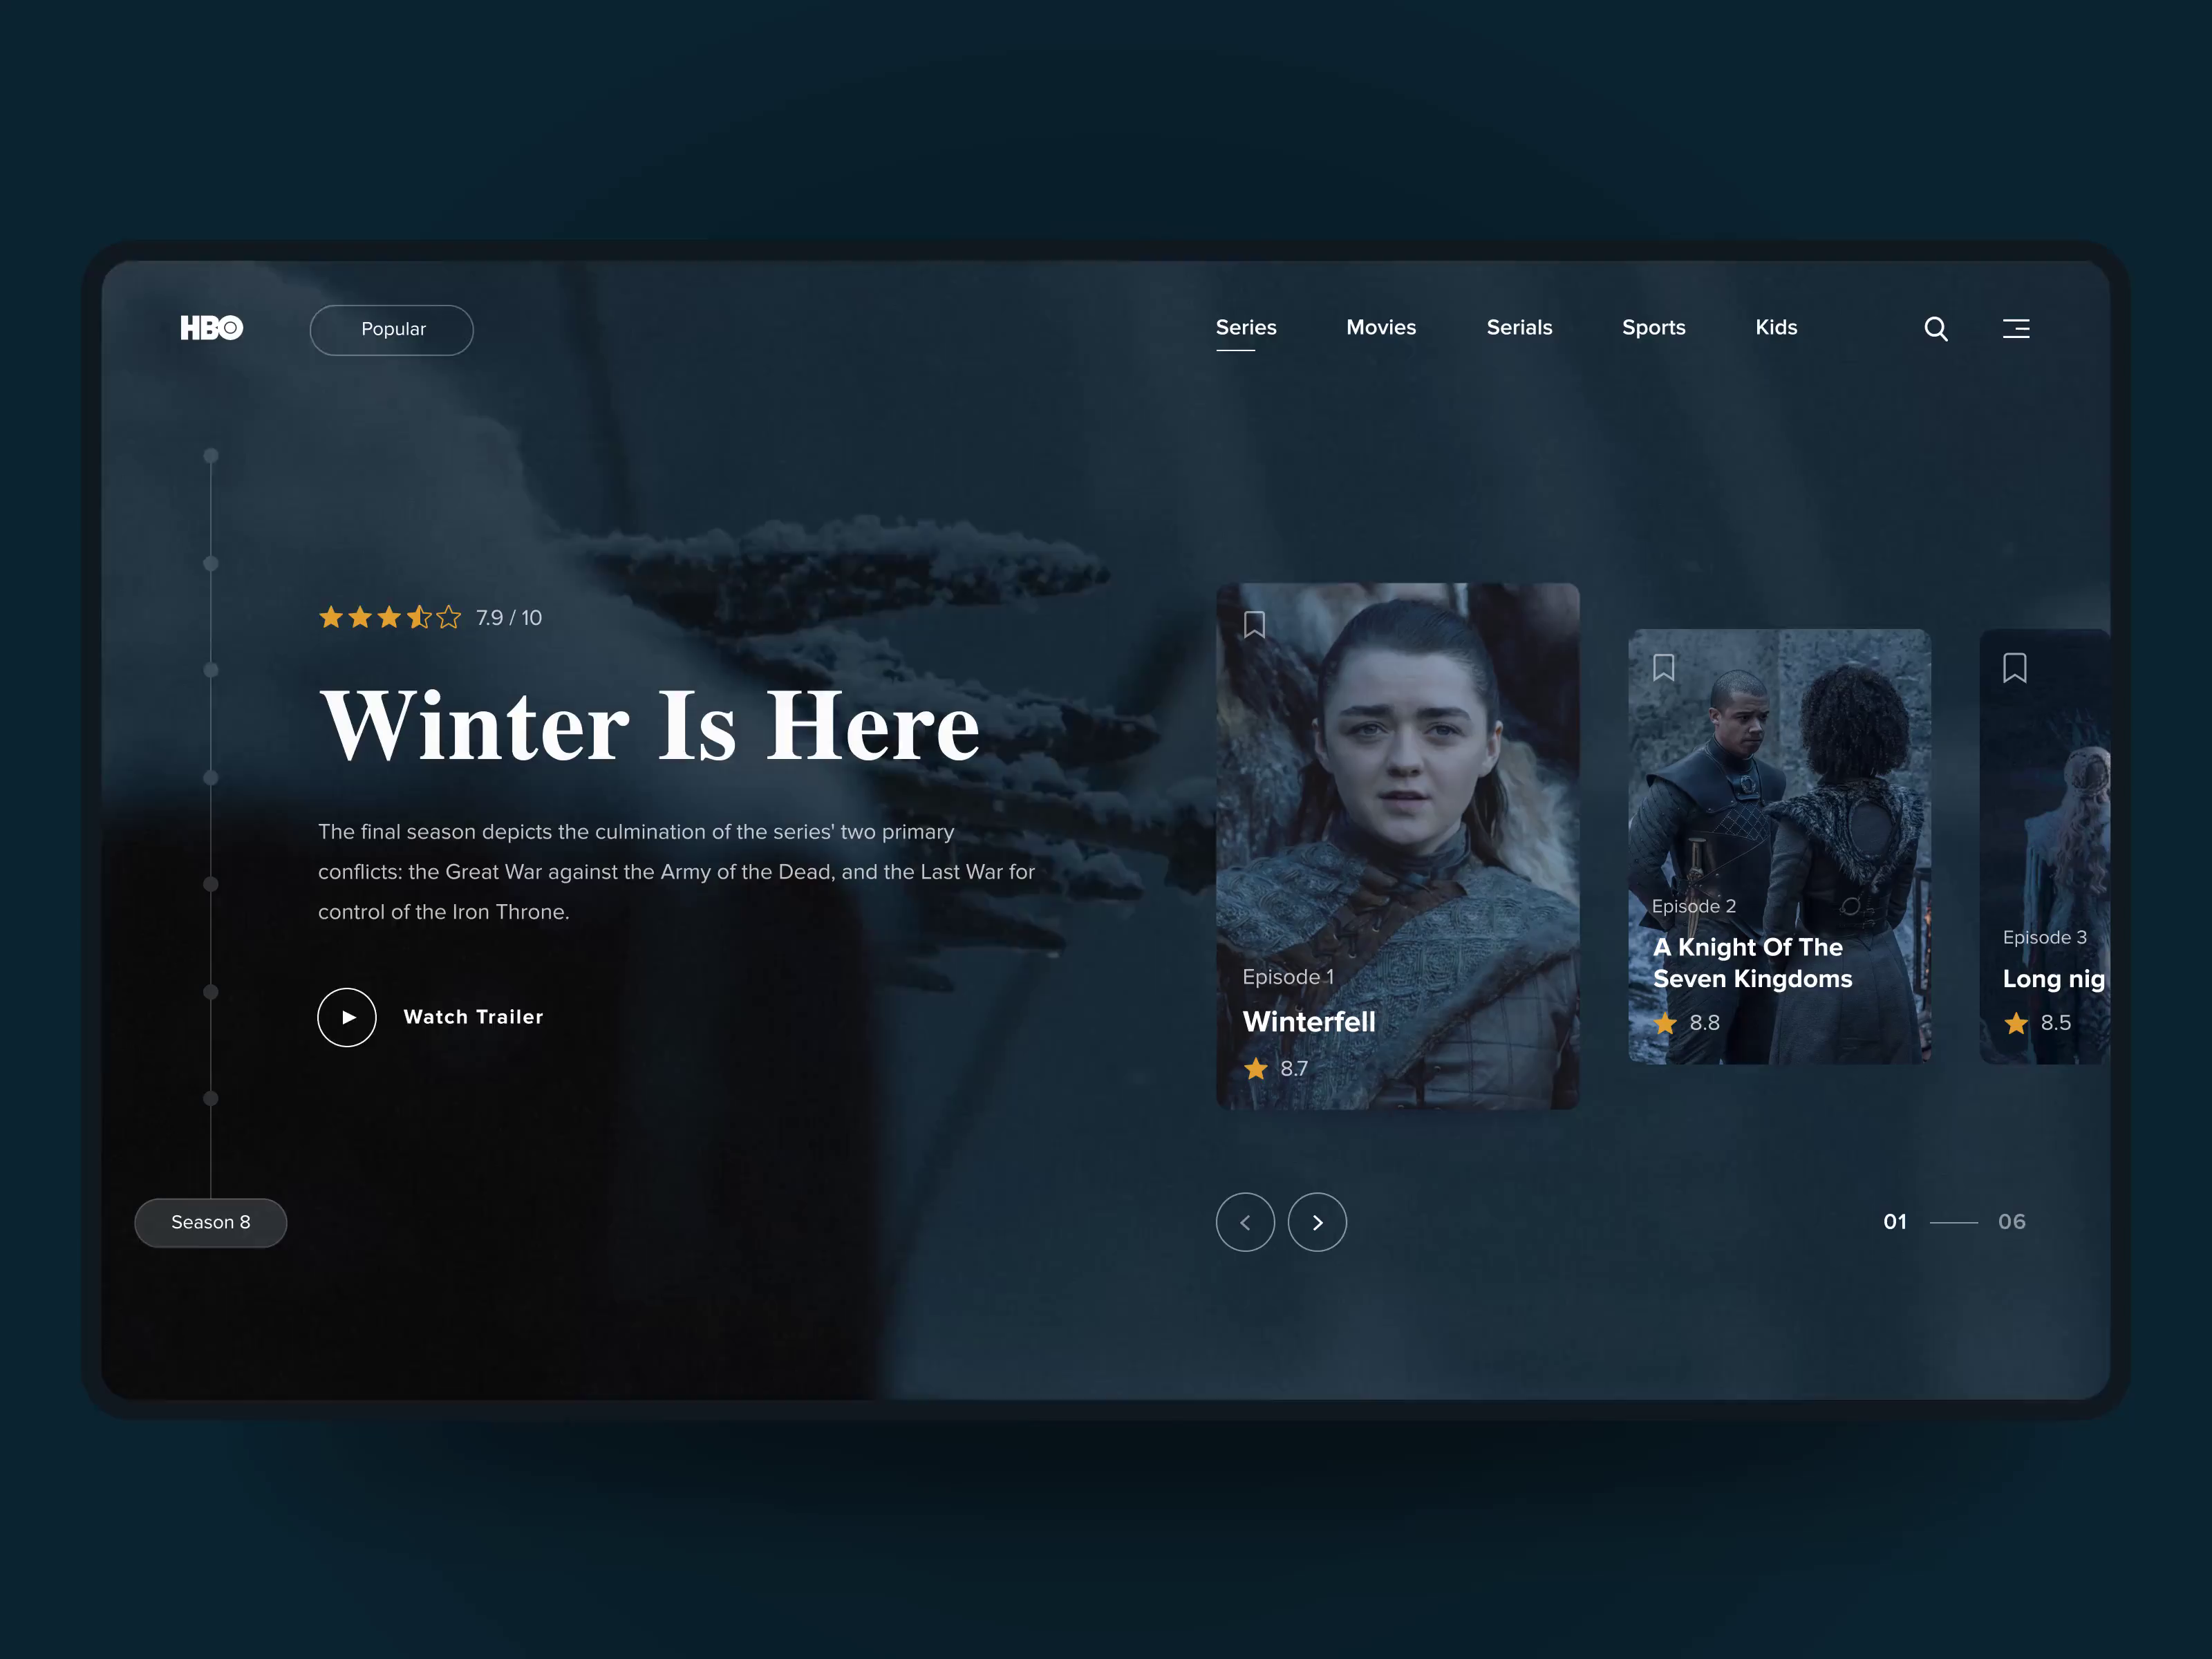 HBO
Popular
Series
Movies
Serials
Sports
Kids
7.9 / 10
Winter Is Here
The final season depicts the culmination of the series' two primary
conflicts: the Great War against the Army of the Dead, and the Last War for
control of the Iron Throne.
Watch Trailer
Season 8
Episode 1
Winterfell
8.7
Episode 2
A Knight Of The
Seven Kingdoms
8.8
Episode 3
Long nig
8.5
01
06